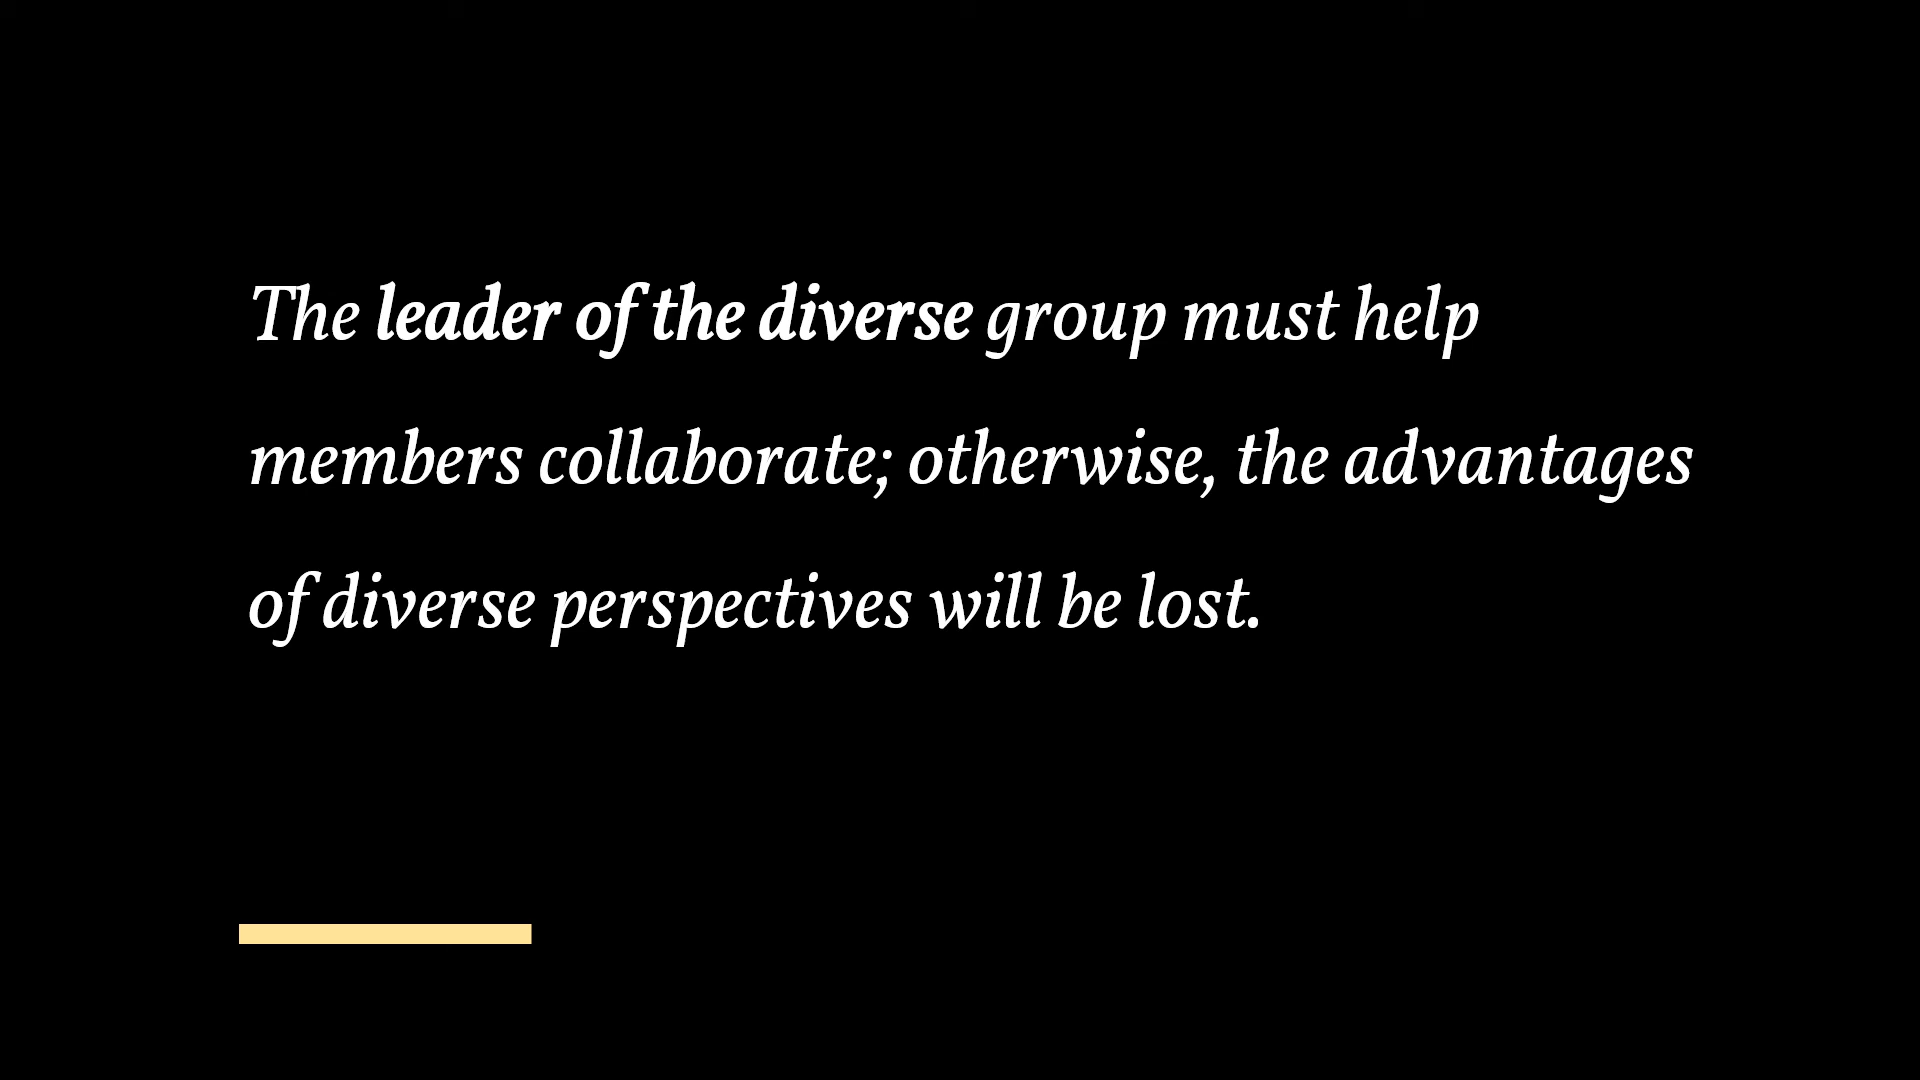 The leader of the diverse group must help
members collaborate; otherwise, the advantages
of diverse perspectives will be lost.